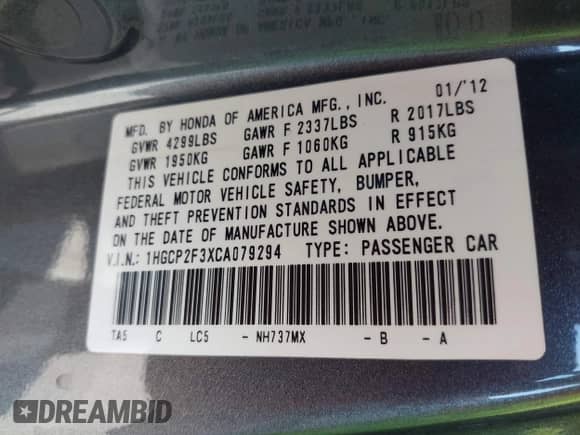 MFD. BY HONDA OF AMERICA MFG., INC. 01/'12
GVWR 4299LBS GAWR F 2337LBS R 2017LBS
GVWR 1950KG GAWR F 1060KG R 915KG
THIS VEHICLE CONFORMS TO ALL APPLICABLE
FEDERAL MOTOR VEHICLE SAFETY, BUMPER,
AND THEFT PREVENTION STANDARDS IN EFFECT
ON THE DATE OF MANUFACTURE SHOWN ABOVE.
V.I.N.: 1HGCP2F3XCA079294 TYPE: PASSENGER CAR
TA5 C LC5 - NH737MX - B - A
DREAMBID